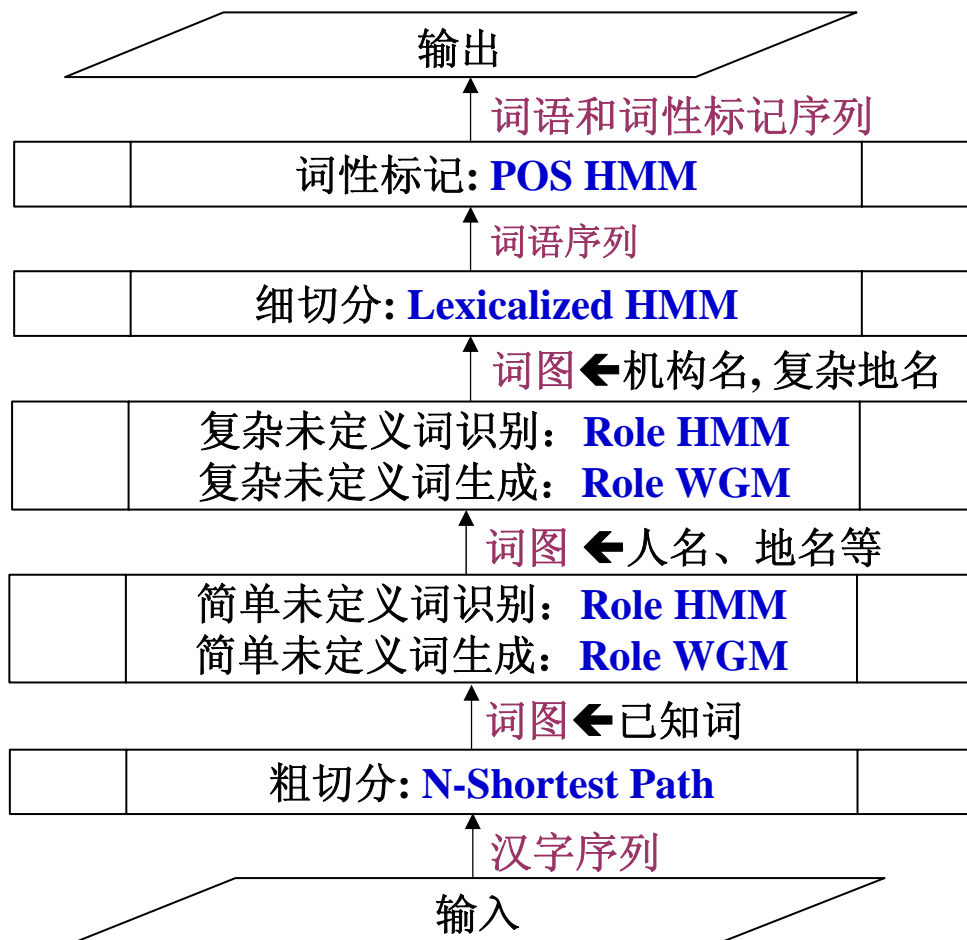 输出
词语和词性标记序列
词性标记: POS HMM
词语序列
细切分: Lexicalized HMM
词图←机构名, 复杂地名
复杂未定义词识别：Role HMM
复杂未定义词生成：Role WGM
词图 ←人名、地名等
简单未定义词识别：Role HMM
简单未定义词生成：Role WGM
词图←已知词
粗切分: N-Shortest Path
汉字序列
输入